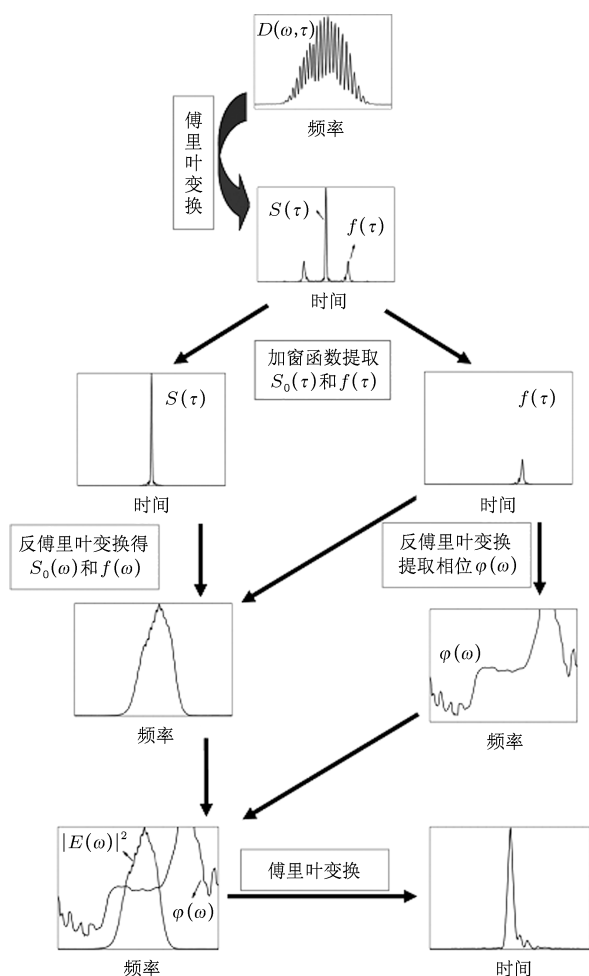 D(ω,τ)
频率
傅里叶变换
S(τ)
f(τ)
时间
加窗函数提取
S₀(τ)和f(τ)
S(τ)
f(τ)
时间
时间
反傅里叶变换得
S₀(ω)和f(ω)
反傅里叶变换
提取相位φ(ω)
φ(ω)
频率
频率
|E(ω)|²
φ(ω)
傅里叶变换
频率
时间